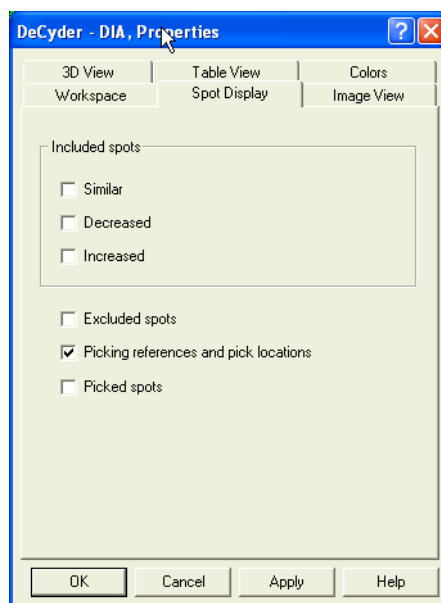 DeCyder - DIA, Properties
3D View Table View Colors
Workspace Spot Display Image View
Included spots
Similar
Decreased
Increased
Excluded spots
Picking references and pick locations
Picked spots
OK Cancel Apply Help